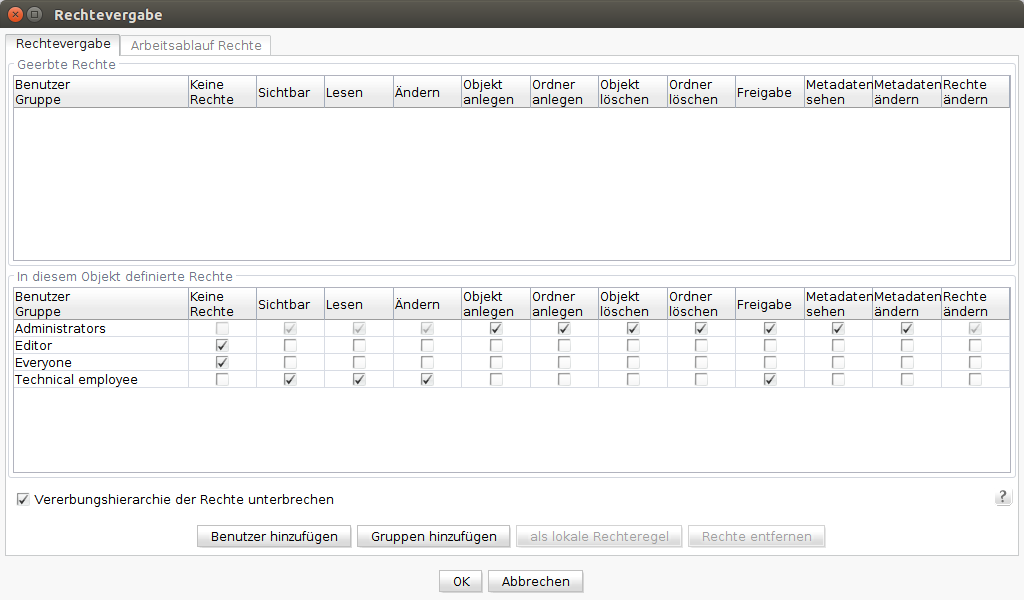 Rechtevergabe
Rechtevergabe Arbeitsablauf Rechte
Geerbte Rechte
Benutzer Gruppe Keine Rechte Sichtbar Lesen Ändern Objekt anlegen Ordner anlegen Objekt löschen Ordner löschen Freigabe Metadaten sehen Metadaten ändern Rechte ändern
In diesem Objekt definierte Rechte
Benutzer Gruppe Keine Rechte Sichtbar Lesen Ändern Objekt anlegen Ordner anlegen Objekt löschen Ordner löschen Freigabe Metadaten sehen Metadaten ändern Rechte ändern
Administrators
Editor
Everyone
Technical employee
Vererbungshierarchie der Rechte unterbrechen ?
Benutzer hinzufügen Gruppen hinzufügen als lokale Rechteregel Rechte entfernen
OK Abbrechen